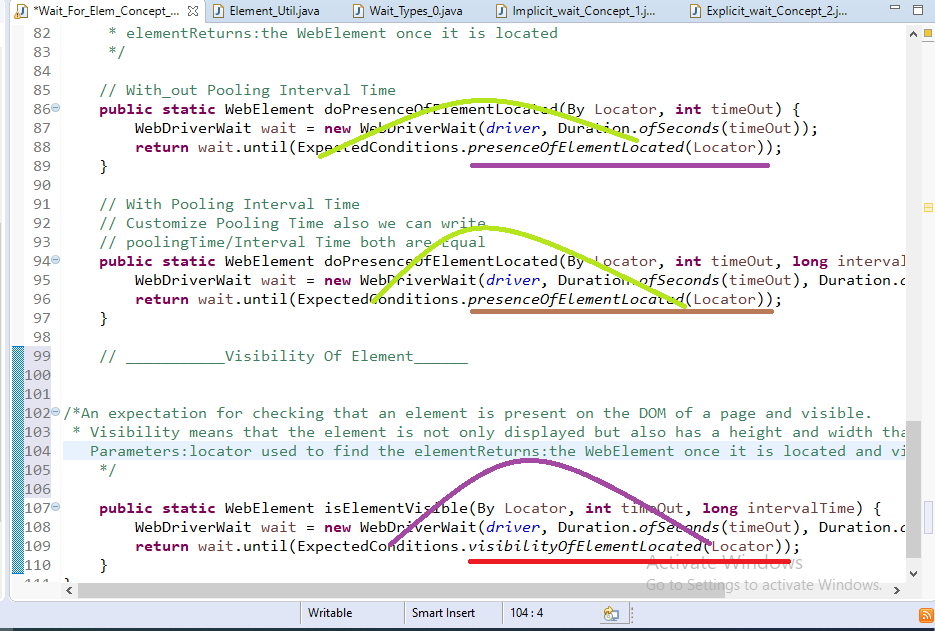 *Wait_For_Elem_Concept_... Element_Util.java Wait_Types_0.java Implicit_wait_Concept_1.j... Explicit_wait_Concept_2.j...
82 * elementReturns:the WebElement once it is located
83 */
84
85 // With_out Pooling Interval Time
86 public static WebElement doPresenceOfElementLocated(By Locator, int timeOut) {
87 WebDriverWait wait = new WebDriverWait(driver, Duration.ofSeconds(timeOut));
88 return wait.until(ExpectedConditions.presenceOfElementLocated(Locator));
89 }
90
91 // With Pooling Interval Time
92 // Customize Pooling Time also we can write
93 // poolingTime/Interval Time both are Equal
94 public static WebElement doPresenceOfElementLocated(By Locator, int timeOut, long interval
95 WebDriverWait wait = new WebDriverWait(driver, Duration.ofSeconds(timeOut), Duration.
96 return wait.until(ExpectedConditions.presenceOfElementLocated(Locator));
97 }
98
99 // ___________Visibility Of Element______
100
101
102 /*An expectation for checking that an element is present on the DOM of a page and visible.
103 * Visibility means that the element is not only displayed but also has a height and width tha
104 Parameters:locator used to find the elementReturns:the WebElement once it is located and vi
105 */
106
107 public static WebElement isElementVisible(By Locator, int timeOut, long intervalTime) {
108 WebDriverWait wait = new WebDriverWait(driver, Duration.ofSeconds(timeOut), Duration.
109 return wait.until(ExpectedConditions.visibilityOfElementLocated(Locator));
110 }
Activate Windows
Go to Settings to activate Windows.
Writable Smart Insert 104 : 4